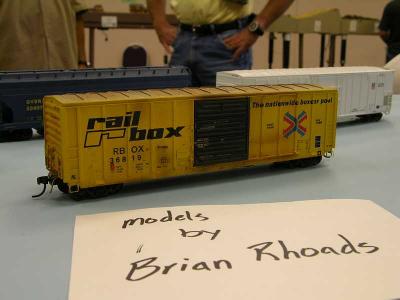 rail
box
The nationwide boxcar pool
RBOX
36819
models
by
Brian Rhoads